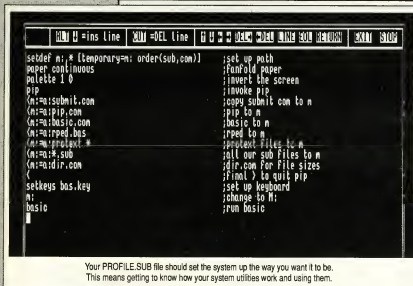 ALT ↓ =ins line CUT =DEL line ↑ ↓ ← → DEL← →DEL LINE EOL RETURN EXIT STOP
setdef m:,* [temporary=m: order(sub,com)] ;set up path
paper continuous ;fanfold paper
palette 1 0 ;invert the screen
pip ;invoke pip
<m:=a:submit.com ;copy submit com to m
<m:=a:pip.com ;pip to m
<m:=a:basic.com ;basic to m
<m:=a:rped.bas ;rped to m
<m:=a:protext.* ;protext files to m
<m:=a:*.sub ;all our sub files to m
<m:=a:dir.com ;dir.com for file sizes
< ;final > to quit pip
setkeys bas.key ;set up keyboard
m: ;change to M:
basic ;run basic
Your PROFILE.SUB file should set the system up the way you want it to be.
This means getting to know how your system utilities work and using them.